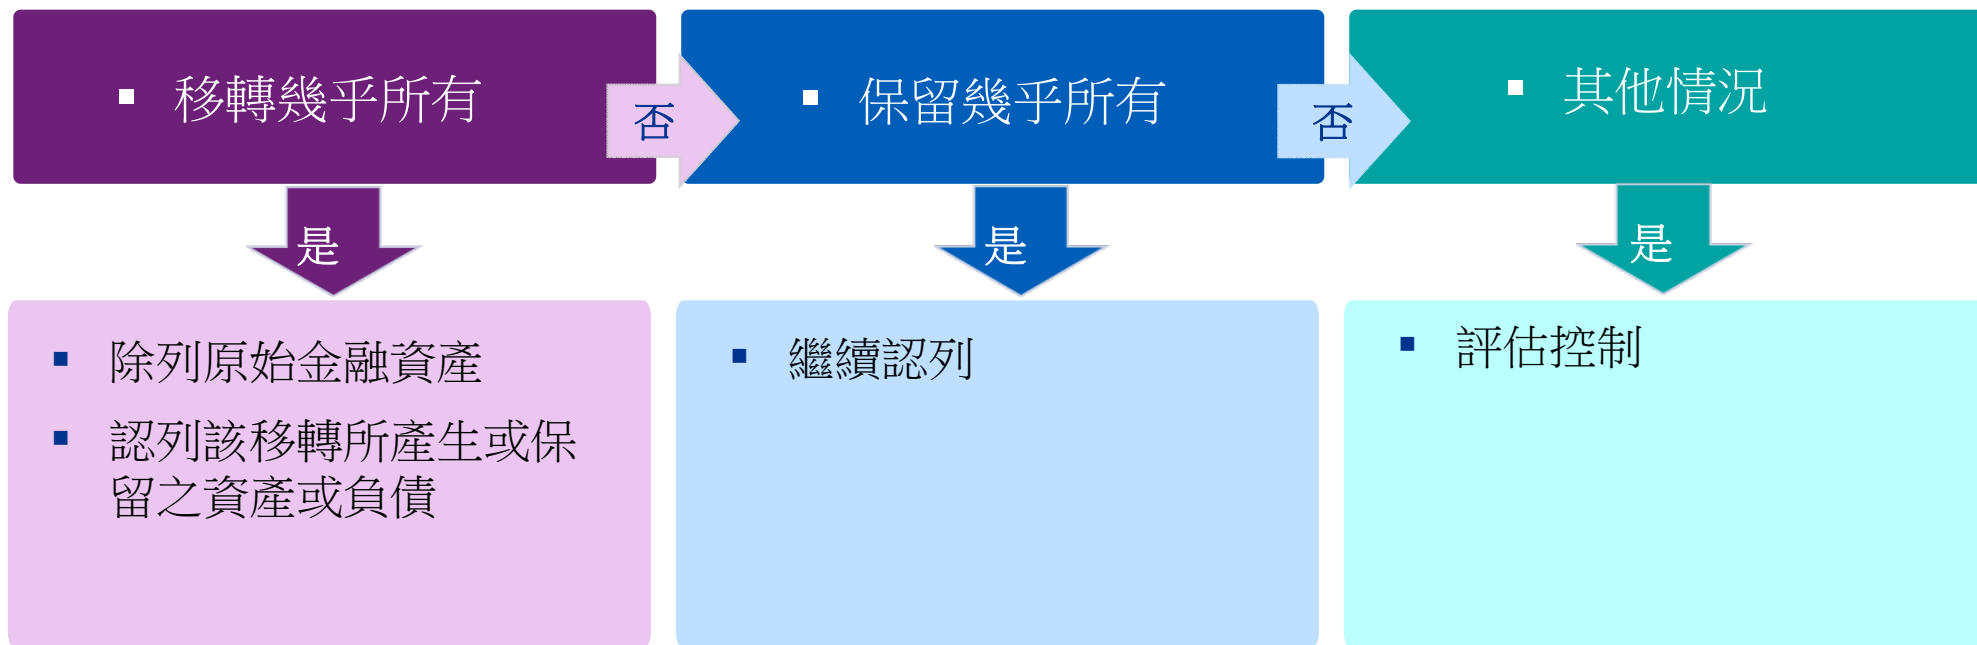 移轉幾乎所有
否
保留幾乎所有
否
其他情況
是
是
是
除列原始金融資產
認列該移轉所產生或保
留之資產或負債
繼續認列
評估控制